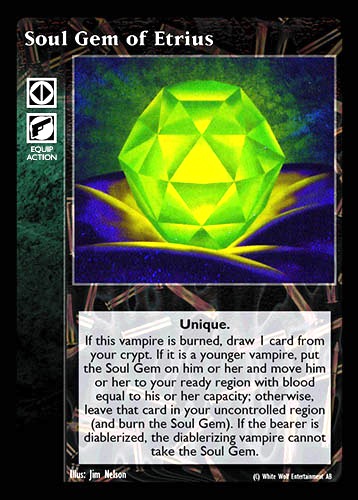 Soul Gem of Etrius
EQUIP
ACTION
Unique.
If this vampire is burned, draw 1 card from
your crypt. If it is a younger vampire, put
the Soul Gem on him or her and move him
or her to your ready region with blood
equal to his or her capacity; otherwise,
leave that card in your uncontrolled region
(and burn the Soul Gem). If the bearer is
diablerized, the diablerizing vampire cannot
take the Soul Gem.
Illus: Jim Nelson
(C) White Wolf Entertainment AB